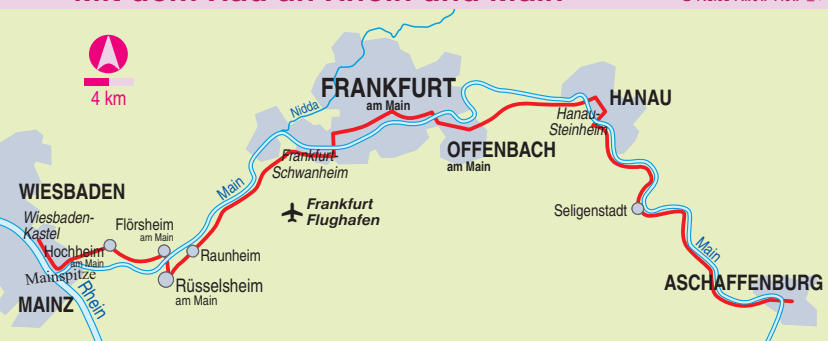 4 km
FRANKFURT
am Main
Nidda
HANAU
Hanau-
Steinheim
OFFENBACH
am Main
Frankfurt-
Schwanheim
Main
WIESBADEN
Wiesbaden-
Kastel
Frankfurt
Flughafen
Flörsheim
am Main
Seligenstadt
Hochheim
am Main
Mainspitze
Raunheim
Main
Rüsselsheim
am Main
Rhein
MAINZ
ASCHAFFENBURG